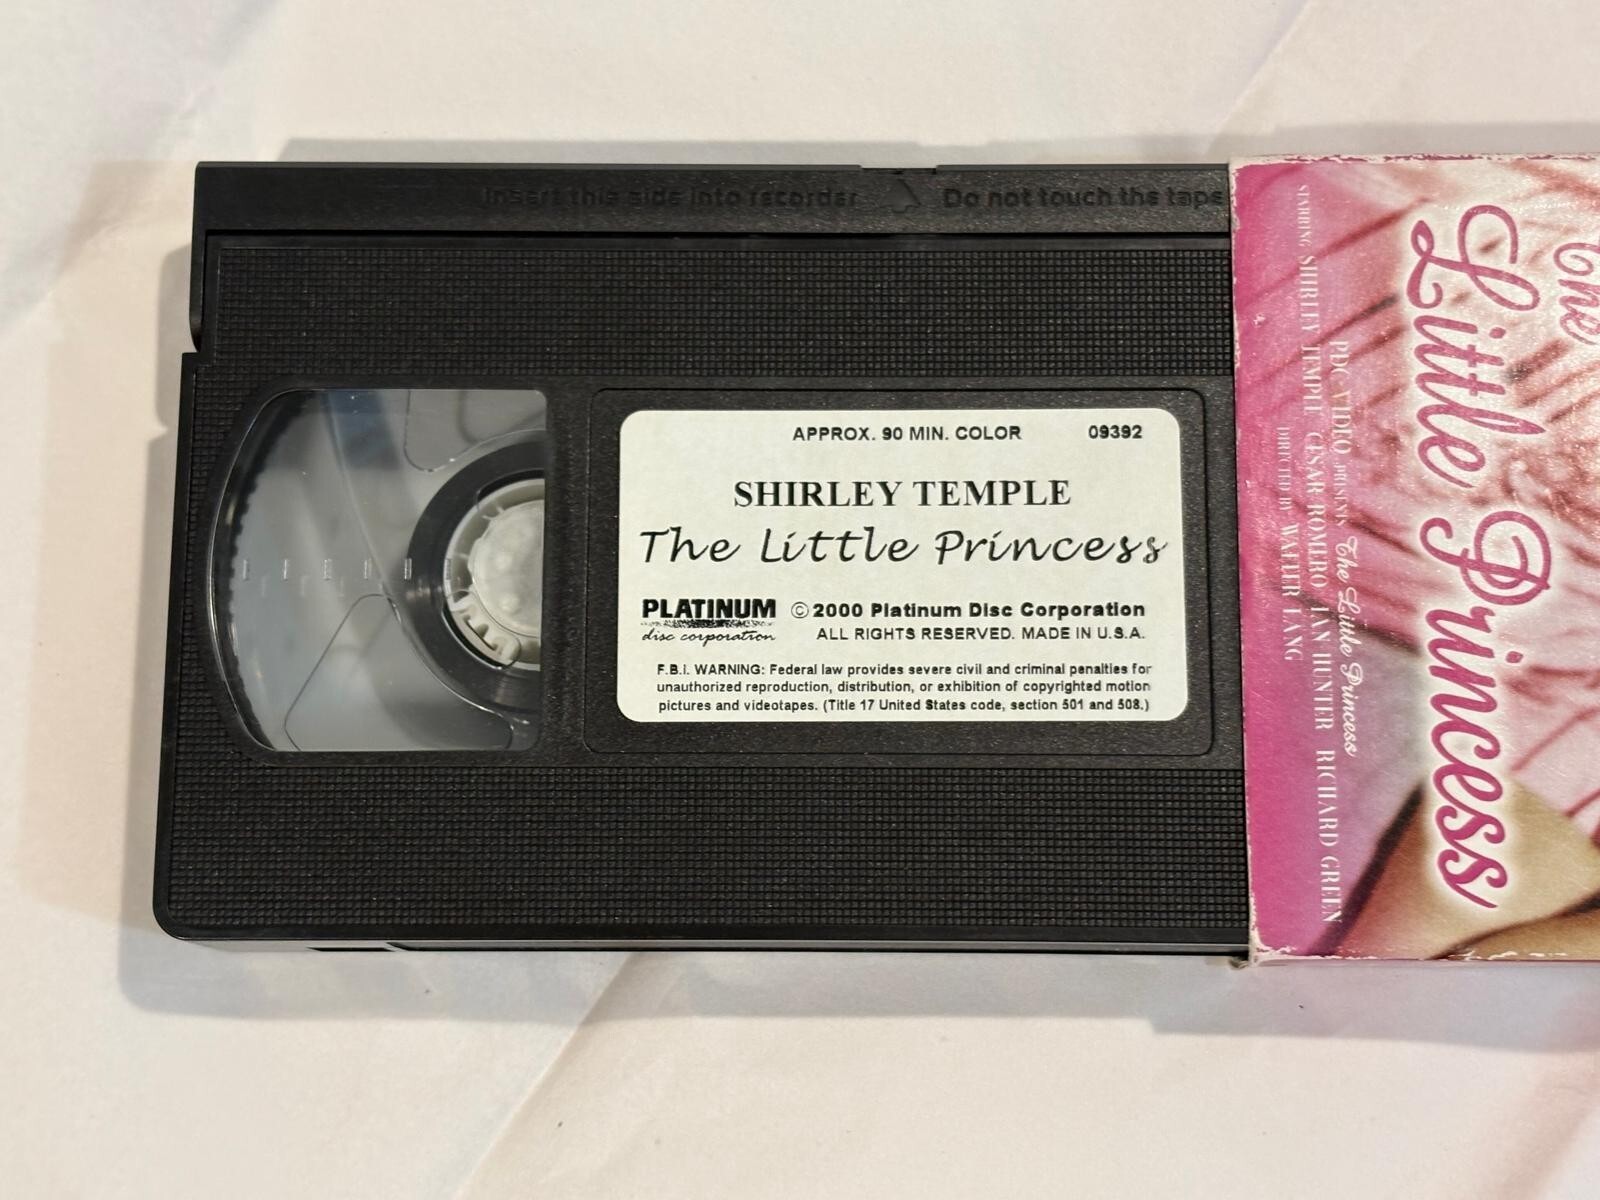 Insert this side into recorder Do not touch the tape
APPROX. 90 MIN. COLOR 09392
SHIRLEY TEMPLE
The Little Princess
PLATINUM
disc corporation
©2000 Platinum Disc Corporation
ALL RIGHTS RESERVED. MADE IN U.S.A.
F.B.I. WARNING: Federal law provides severe civil and criminal penalties for
unauthorized reproduction, distribution, or exhibition of copyrighted motion
pictures and videotapes. (Title 17 United States code, section 501 and 508.)
The
Little Princess
PDC VIDEO PRESENTS The Little Princess
STARRING SHIRLEY TEMPLE CESAR ROMERO IAN HUNTER RICHARD GREEN
DIRECTED BY WALTER LANG